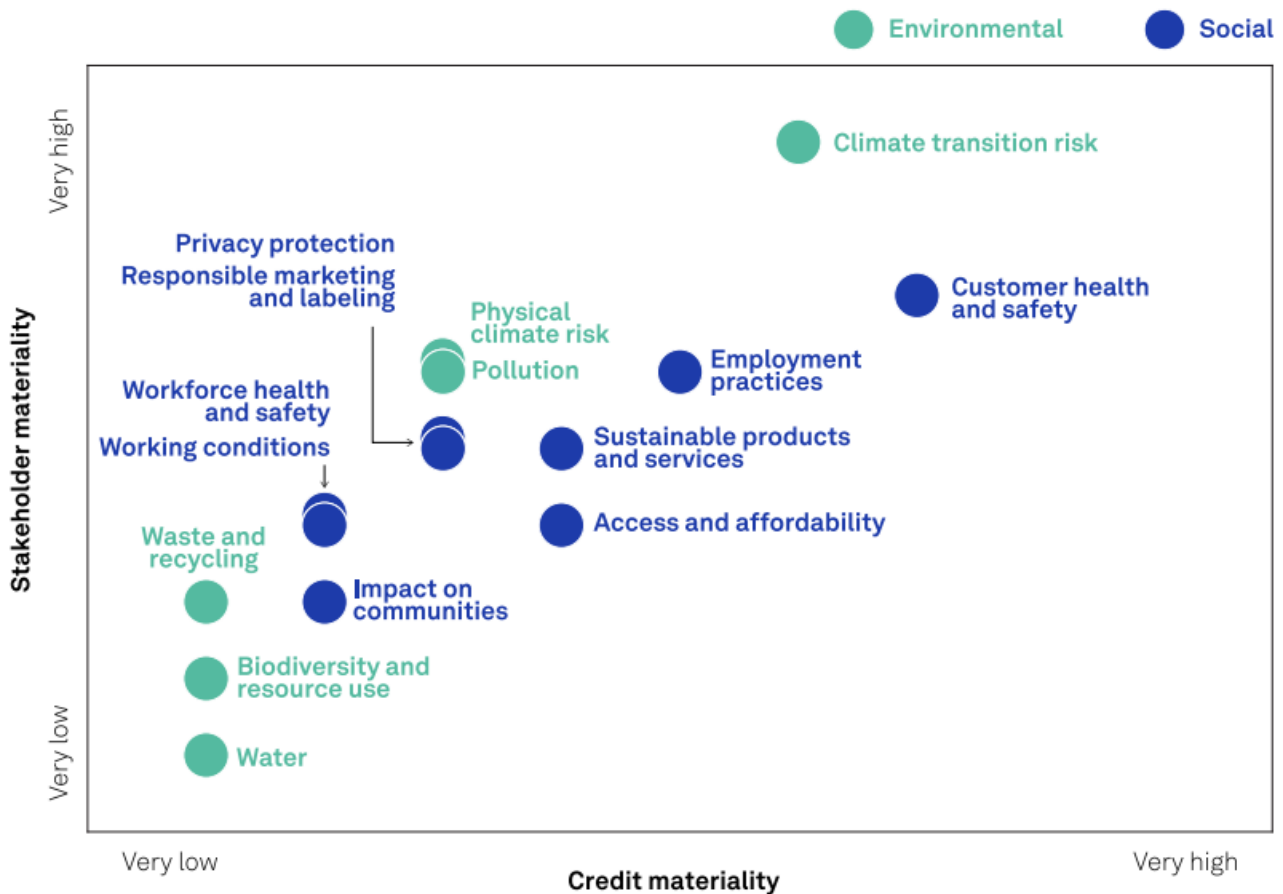 Environmental
Social
Very high
Climate transition risk
Privacy protection
Responsible marketing
and labeling
Customer health
and safety
Physical
climate risk
Pollution
Employment
practices
Workforce health
and safety
Working conditions
Sustainable products
and services
Stakeholder materiality
Waste and
recycling
Access and affordability
Impact on
communities
Biodiversity and
resource use
Water
Very low
Very low
Credit materiality
Very high